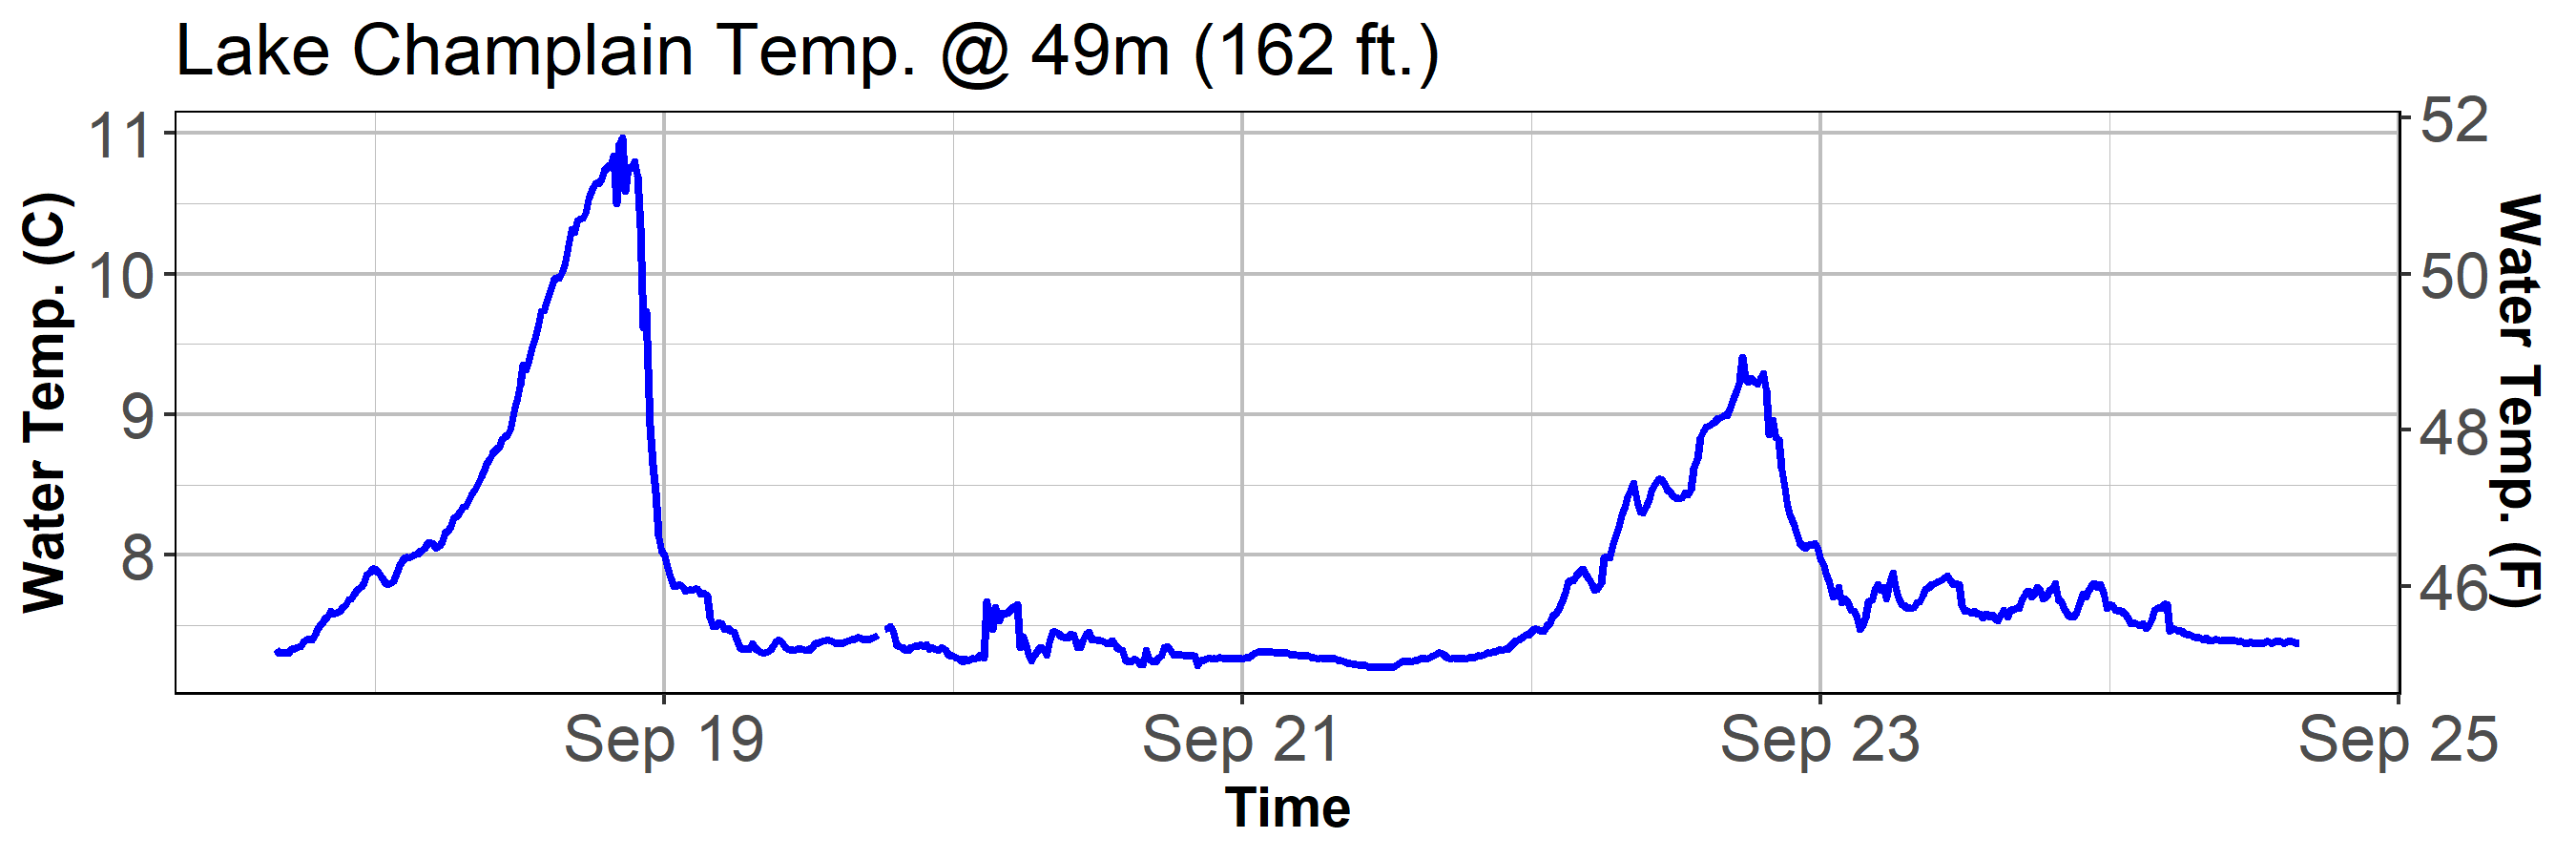 Lake Champlain Temp. @ 49m (162 ft.)
Water Temp. (C)
11
10
9
8
52
50
48
46
Water Temp. (F)
Sep 19
Sep 21
Sep 23
Sep 25
Time